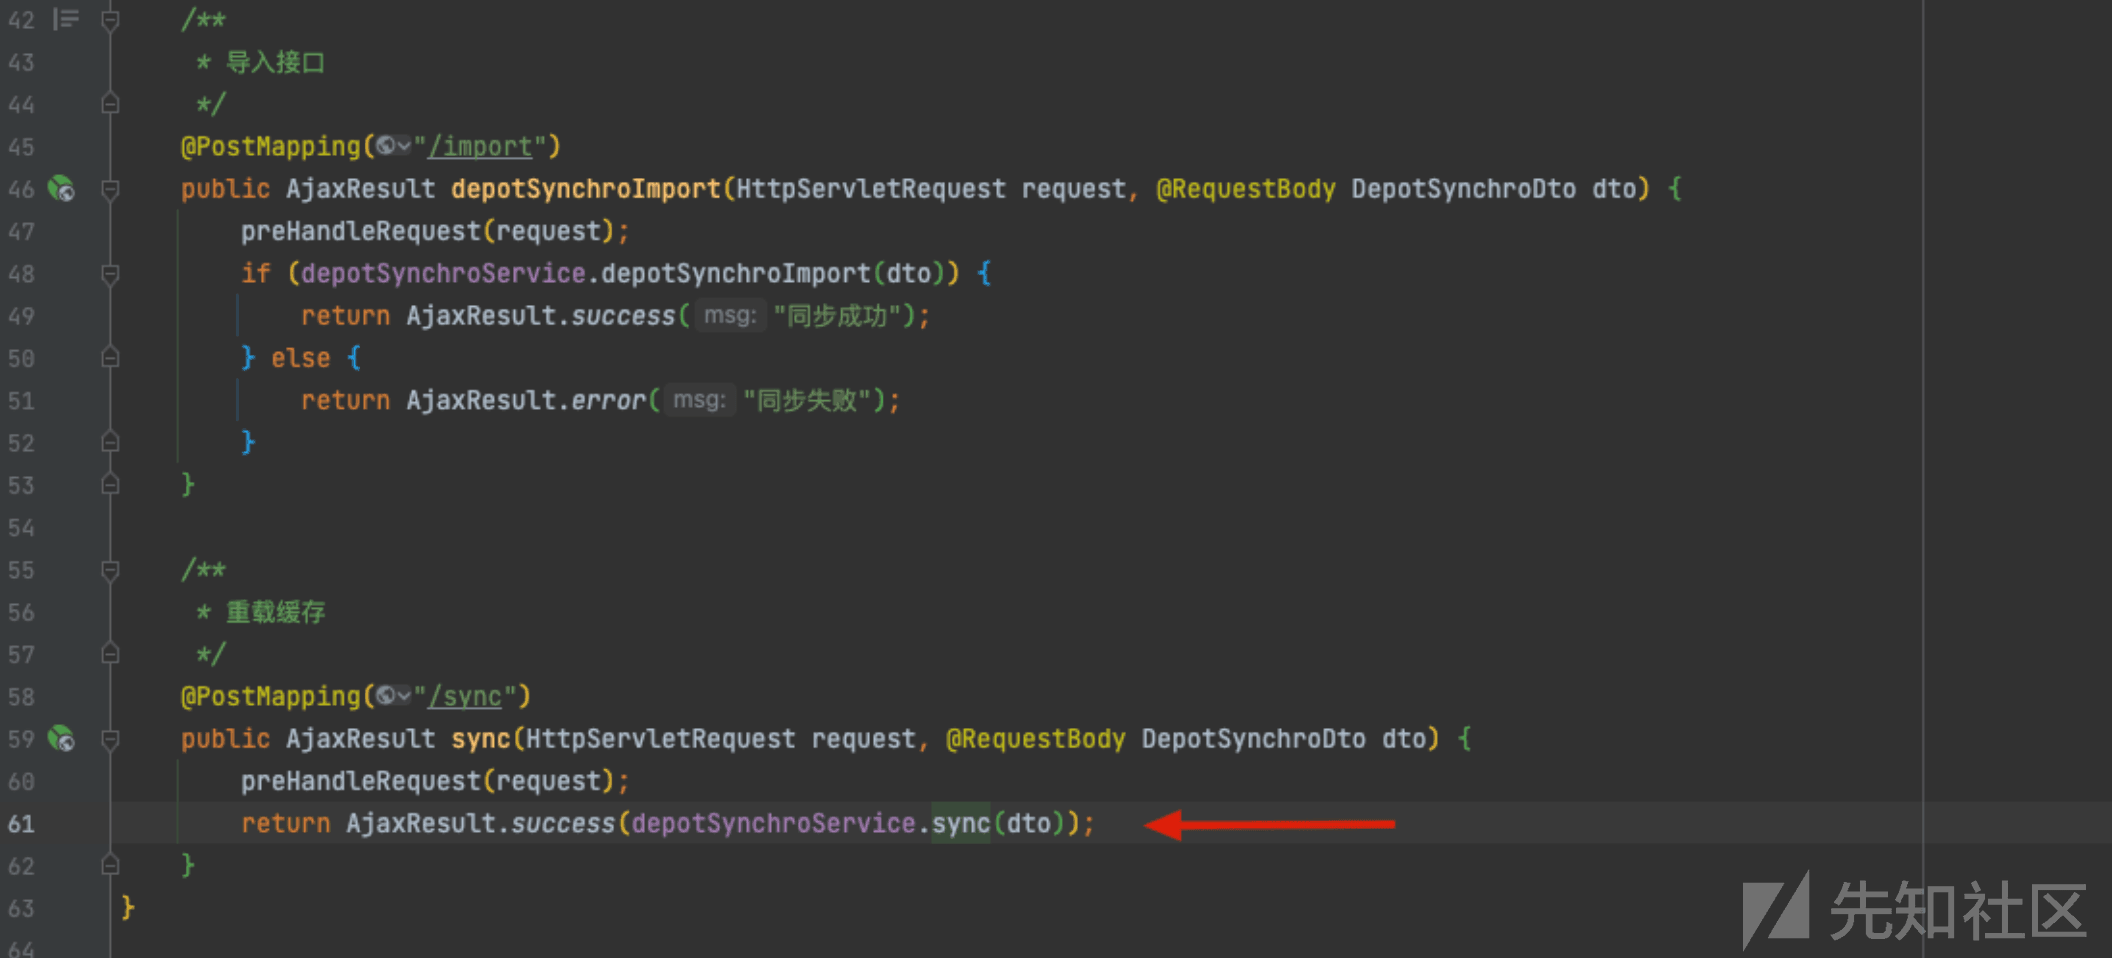 42 /**
43 * 导入接口
44 */
45 @PostMapping("/import")
46 public AjaxResult depotSynchroImport(HttpServletRequest request, @RequestBody DepotSynchroDto dto) {
47 preHandleRequest(request);
48 if (depotSynchroService.depotSynchroImport(dto)) {
49 return AjaxResult.success( msg: "同步成功");
50 } else {
51 return AjaxResult.error( msg: "同步失败");
52 }
53 }
54
55 /**
56 * 重载缓存
57 */
58 @PostMapping("/sync")
59 public AjaxResult sync(HttpServletRequest request, @RequestBody DepotSynchroDto dto) {
60 preHandleRequest(request);
61 return AjaxResult.success(depotSynchroService.sync(dto));
62 }
63 }
64
先知社区